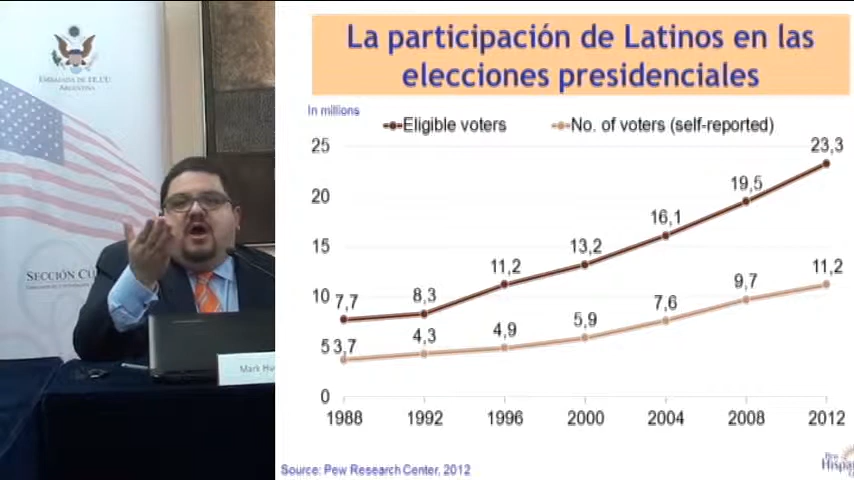 EMBAJADA DE EE.UU
ARGENTINA
SECCIÓN
Mark
La participación de Latinos en las
elecciones presidenciales
In millions
Eligible voters
No. of voters (self-reported)
25
20
15
10
5
0
7,7
8,3
11,2
13,2
16,1
19,5
23,3
3,7
4,3
4,9
5,9
7,6
9,7
11,2
1988 1992 1996 2000 2004 2008 2012
Source: Pew Research Center, 2012
Pew